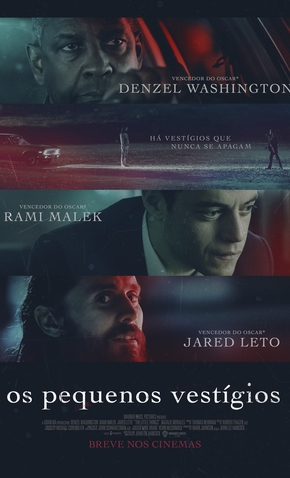 VENCEDOR DO OSCAR®
DENZEL WASHINGTON
HÁ VESTÍGIOS QUE
NUNCA SE APAGAM
VENCEDOR DO OSCAR®
RAMI MALEK
VENCEDOR DO OSCAR®
JARED LETO
os pequenos vestígios
BREVE NOS CINEMAS